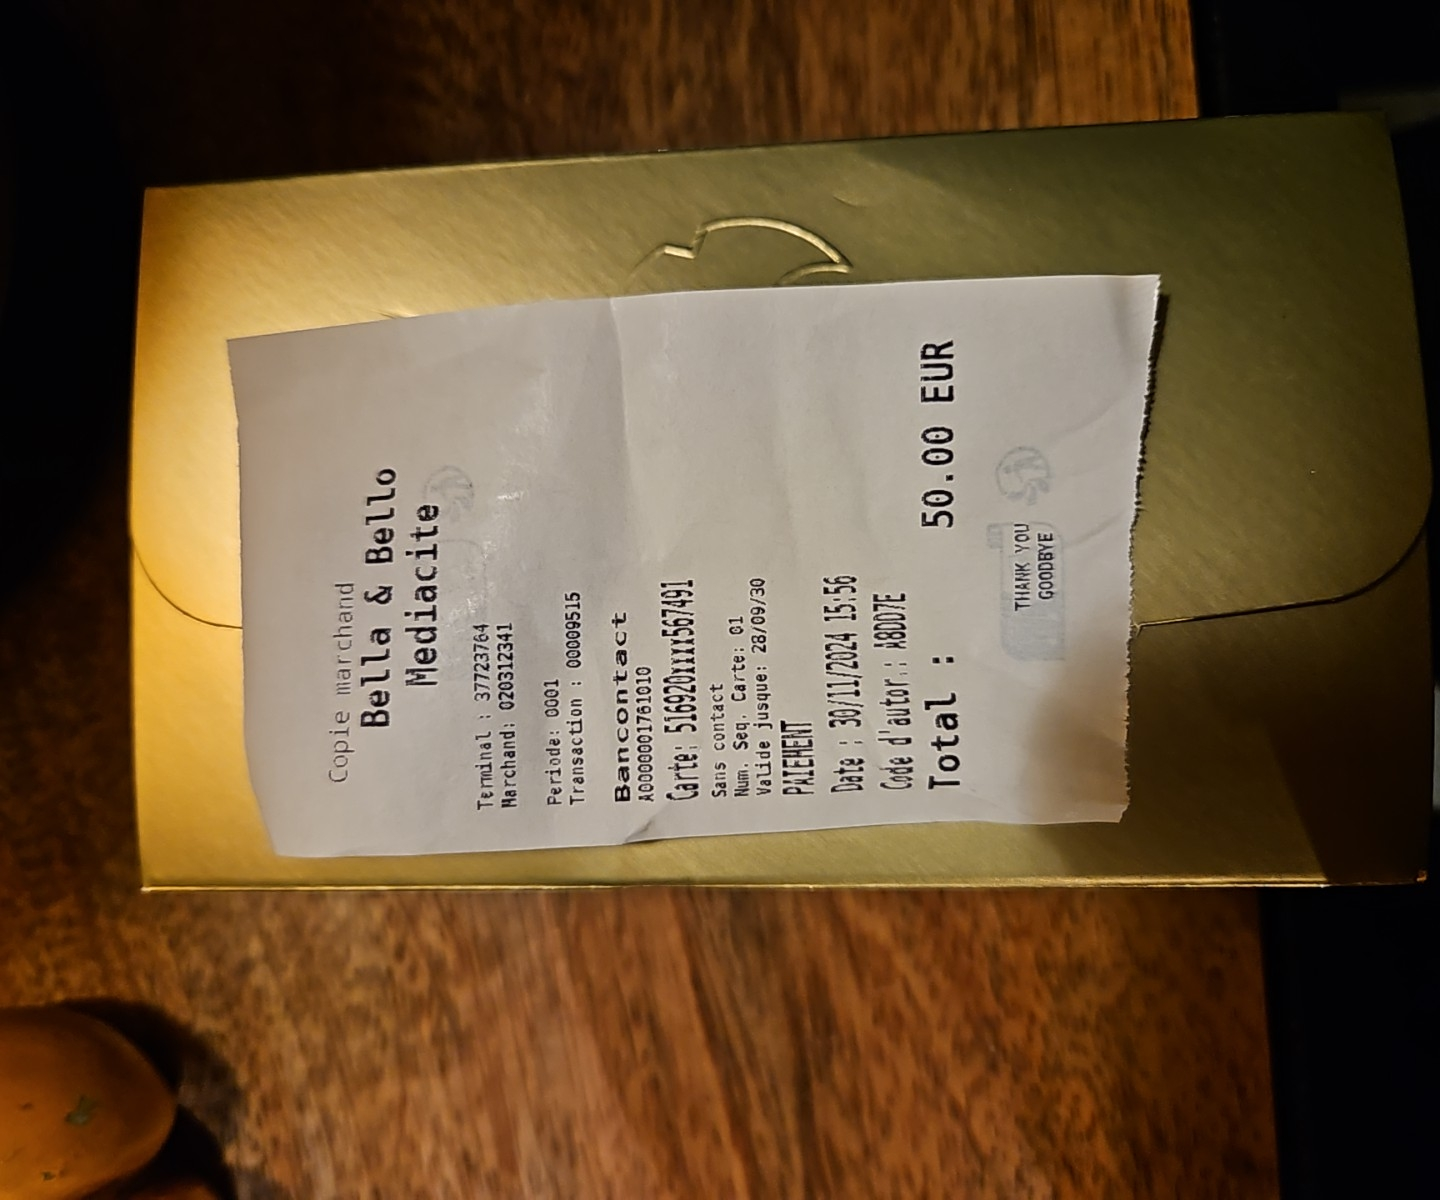 Copie marchand
Bella & Bello
Mediacite
Terminal : 37723764
Marchand: 020312341
Periode: 0001
Transaction : 00009515
Bancontact
A0000001761010
Carte: 516920xxxx567491
Sans contact
Num. Seq. Carte: 01
Valide jusque: 28/09/30
PAIEMENT
Date : 30/11/2024 15:56
Code d'autor.: A8DD7E
Total : 50.00 EUR
THANK YOU
GOODBYE